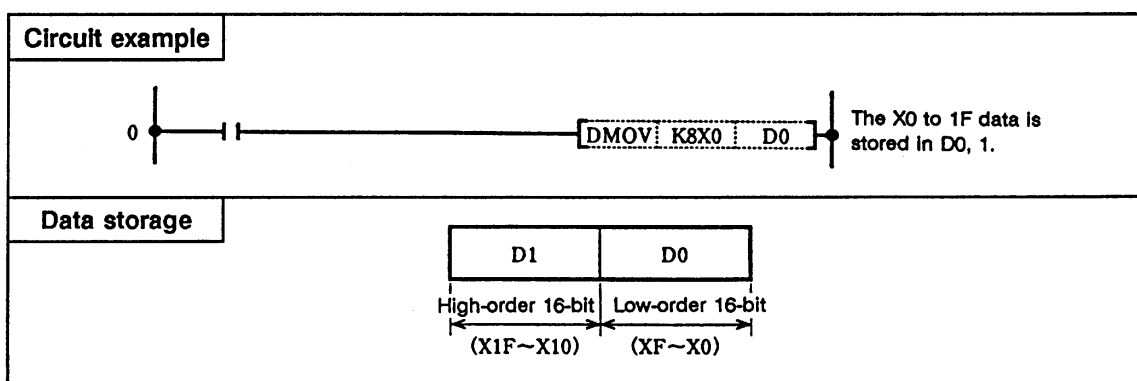 Circuit example
0
DMOV K8X0 D0
The X0 to 1F data is
stored in D0, 1.
Data storage
D1 D0
High-order 16-bit Low-order 16-bit
(X1F~X10) (XF~X0)